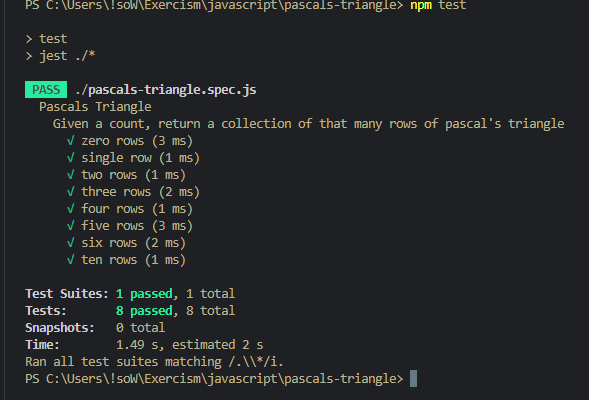 PS C:\Users\!soW\Exercism\javascript\pascals-triangle> npm test
> test
> jest ./*
PASS ./pascals-triangle.spec.js
Pascals Triangle
Given a count, return a collection of that many rows of pascal's triangle
√ zero rows (3 ms)
√ single row (1 ms)
√ two rows (1 ms)
√ three rows (2 ms)
√ four rows (1 ms)
√ five rows (3 ms)
√ six rows (2 ms)
√ ten rows (1 ms)
Test Suites: 1 passed, 1 total
Tests: 8 passed, 8 total
Snapshots: 0 total
Time: 1.49 s, estimated 2 s
Ran all test suites matching /.\\*/i.
PS C:\Users\!soW\Exercism\javascript\pascals-triangle>